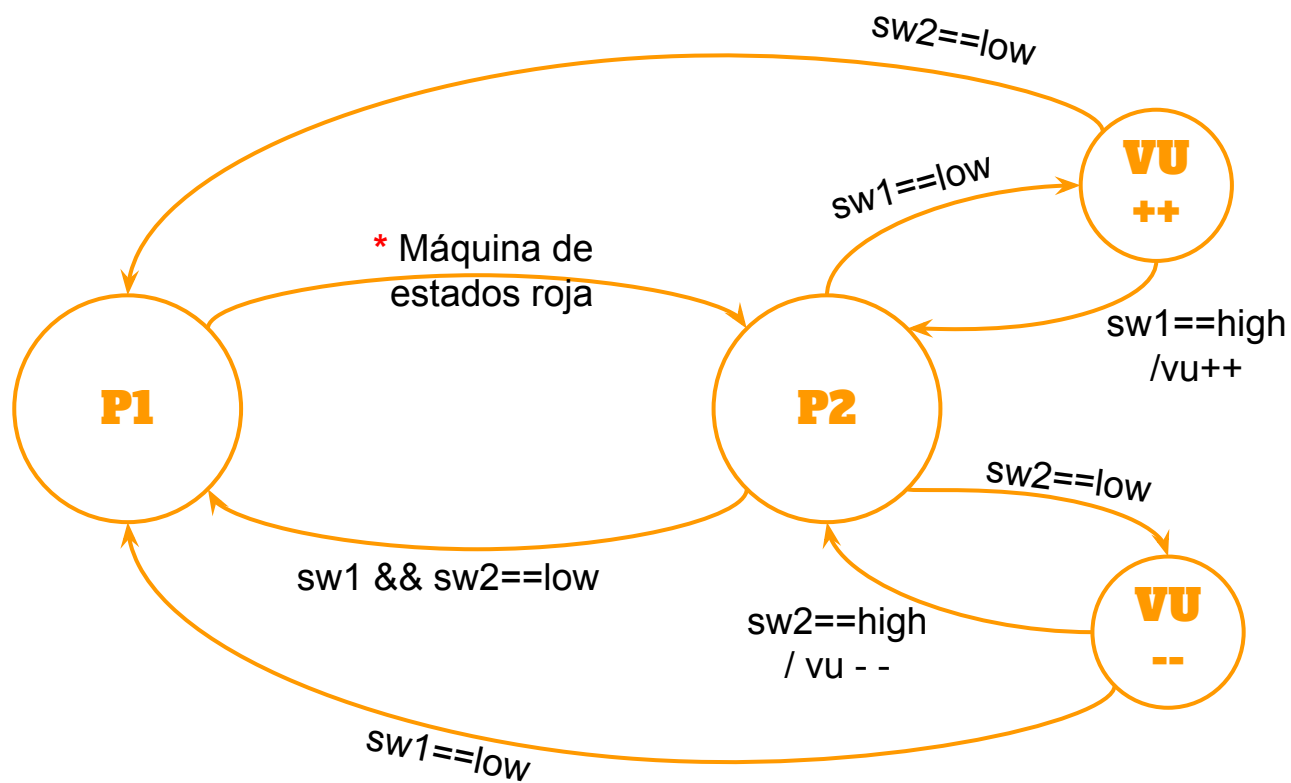 sw2==low
VU
++
sw1==low
* Máquina de
estados roja
sw1==high
/vu++
P1
P2
sw2==low
sw1 && sw2==low
sw2==high
/ vu - -
VU
--
sw1==low